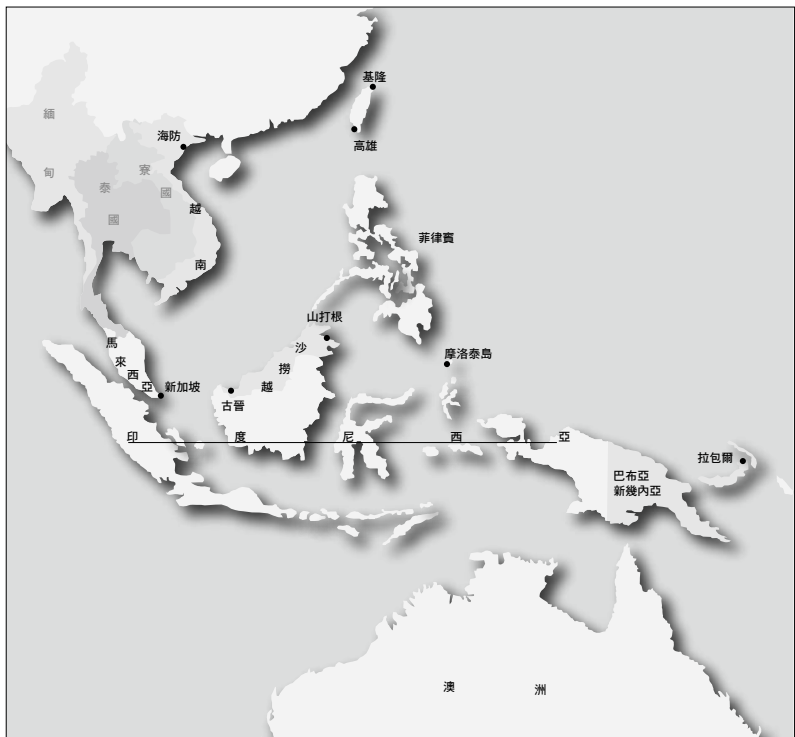 基隆
緬甸
海防
高雄
寮國
泰國
越南
菲律賓
山打根
馬來西亞
沙撈越
摩洛泰島
新加坡
古晉
印度尼西亞
拉包爾
巴布亞
新幾內亞
澳洲